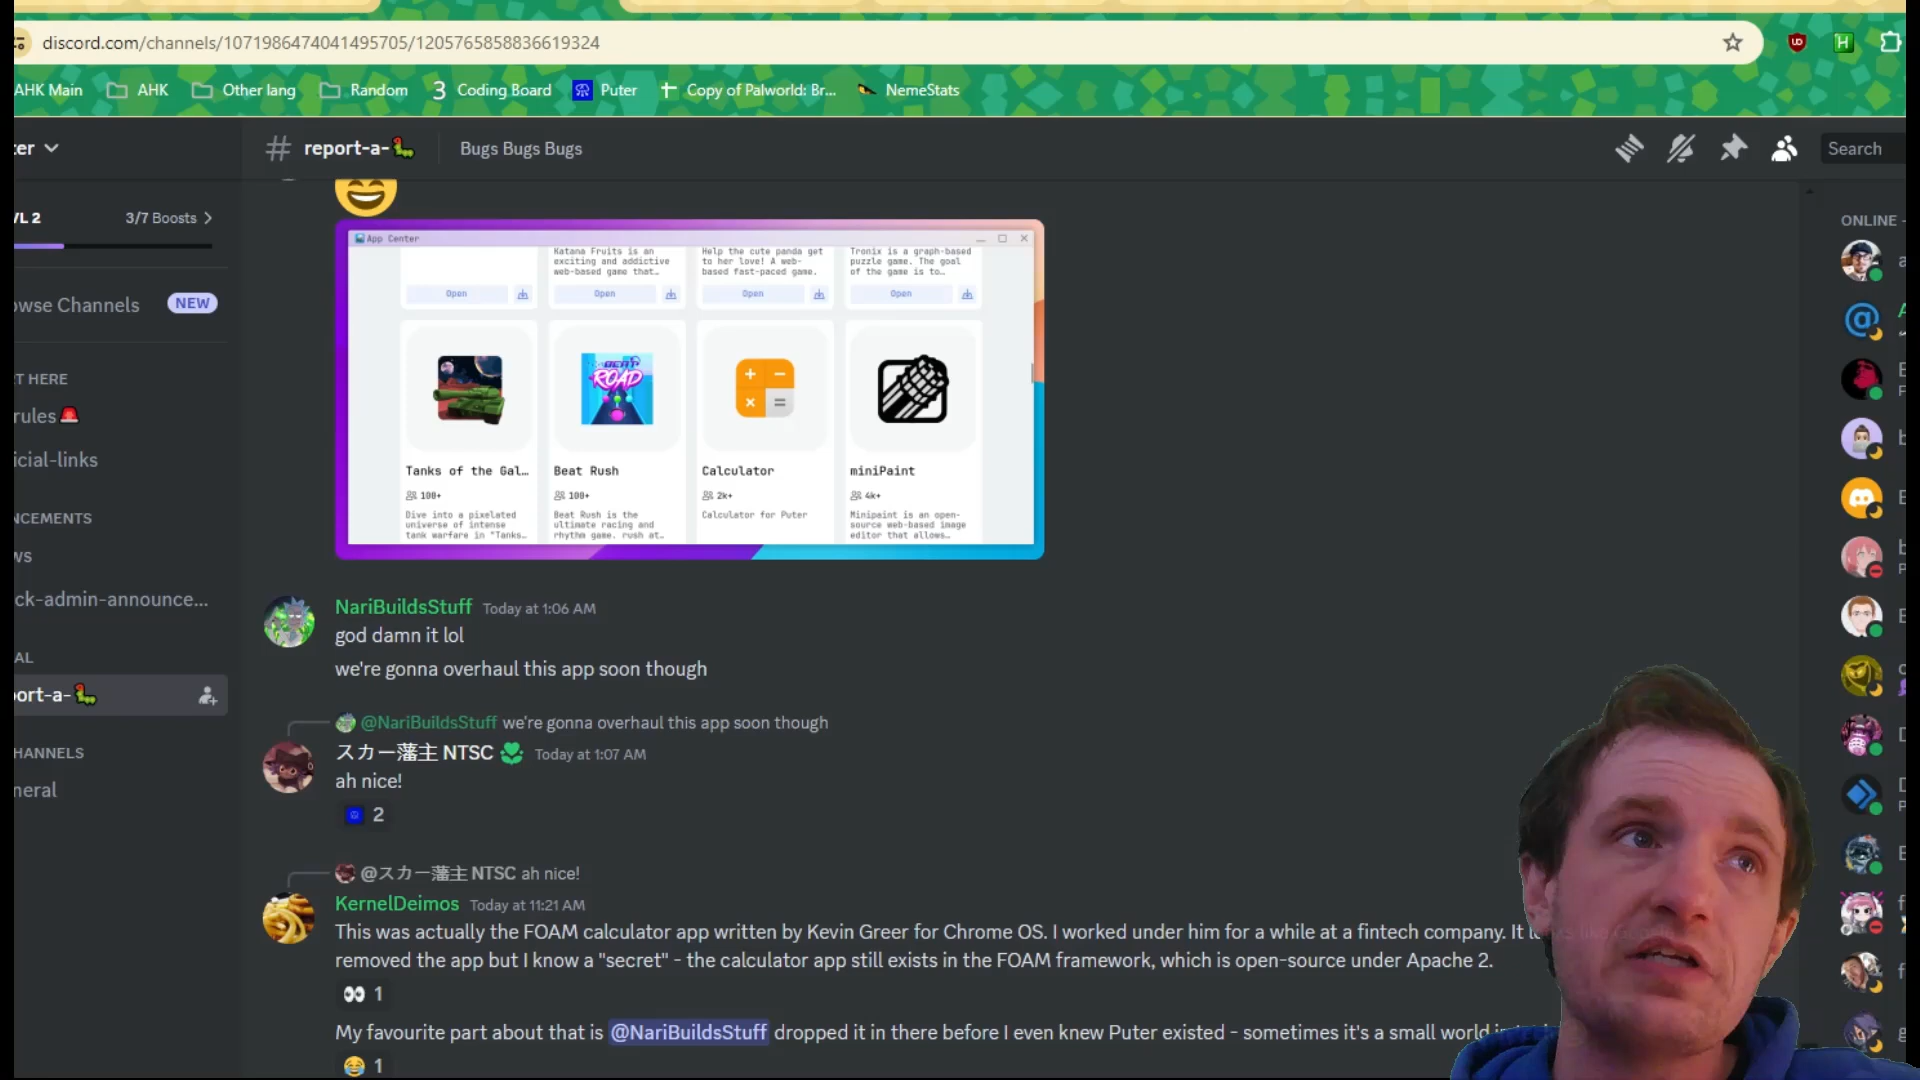 discord.com/channels/1071986474041495705/1205765858836619324
AHK Main AHK Other lang Random 3 Coding Board Puter Copy of Palworld: Br... NemeStats
report-a- Bugs Bugs Bugs Search
VL 2 3/7 Boosts
owse Channels NEW
T HERE
rules
icial-links
NCEMENTS
ws
ck-admin-announce...
AL
ort-a-
HANNELS
neral
App Center
Katana Fruits is an Help the cute panda get Tronix is a graph-based
exciting and addictive to her love! A web- puzzle game. The goal
web-based game that… based fast-paced game. of the game is to…
Open Open Open Open
BEAT
ROAD
Tanks of the Gal… Beat Rush Calculator miniPaint
100+ 100+ 2k+ 4k+
Dive into a pixelated Beat Rush is the Calculator for Puter Minipaint is an open-
universe of intense ultimate racing and source web-based image
tank warfare in "Tanks… rhythm game. rush at… editor that allows…
NariBuildsStuff Today at 1:06 AM
god damn it lol
we're gonna overhaul this app soon though
@NariBuildsStuff we're gonna overhaul this app soon though
スカー藩主 NTSC Today at 1:07 AM
ah nice!
2
@スカー藩主 NTSC ah nice!
KernelDeimos Today at 11:21 AM
This was actually the FOAM calculator app written by Kevin Greer for Chrome OS. I worked under him for a while at a fintech company. It
removed the app but I know a "secret" - the calculator app still exists in the FOAM framework, which is open-source under Apache 2.
1
My favourite part about that is @NariBuildsStuff dropped it in there before I even knew Puter existed - sometimes it's a small world
1
ONLINE -